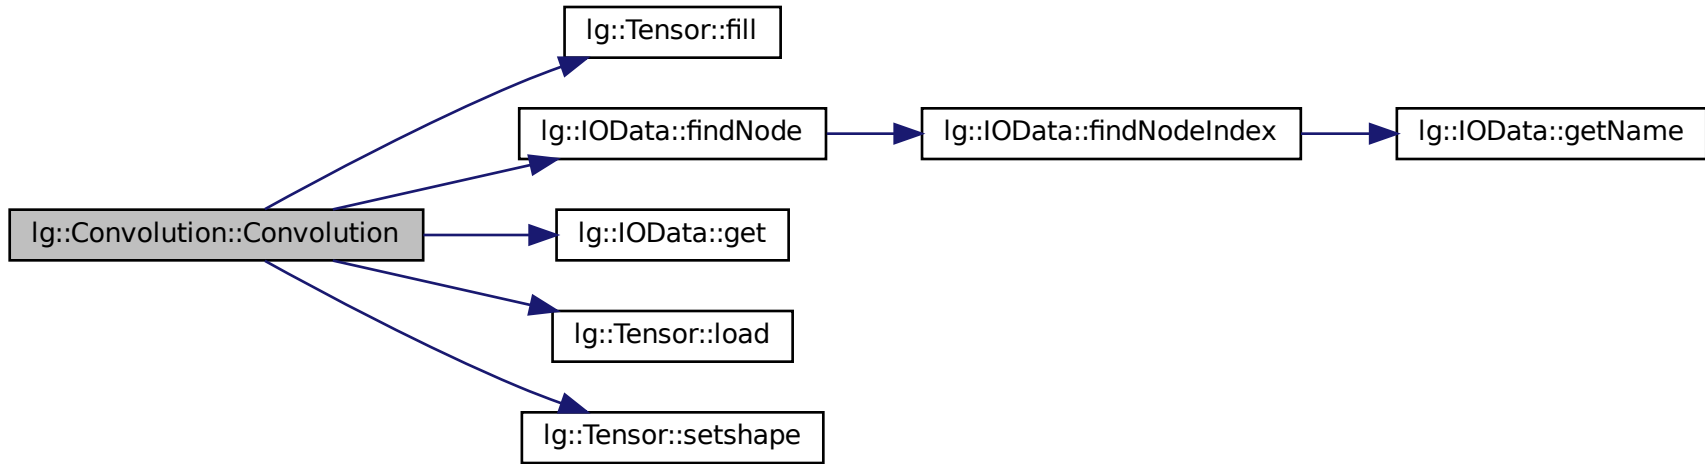 lg::Tensor::fill
lg::IOData::findNode
lg::IOData::findNodeIndex
lg::IOData::getName
lg::Convolution::Convolution
lg::IOData::get
lg::Tensor::load
lg::Tensor::setshape